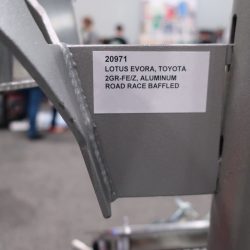 20971
LOTUS EVORA, TOYOTA
2GR-FE/Z, ALUMINUM
ROAD RACE BAFFLED